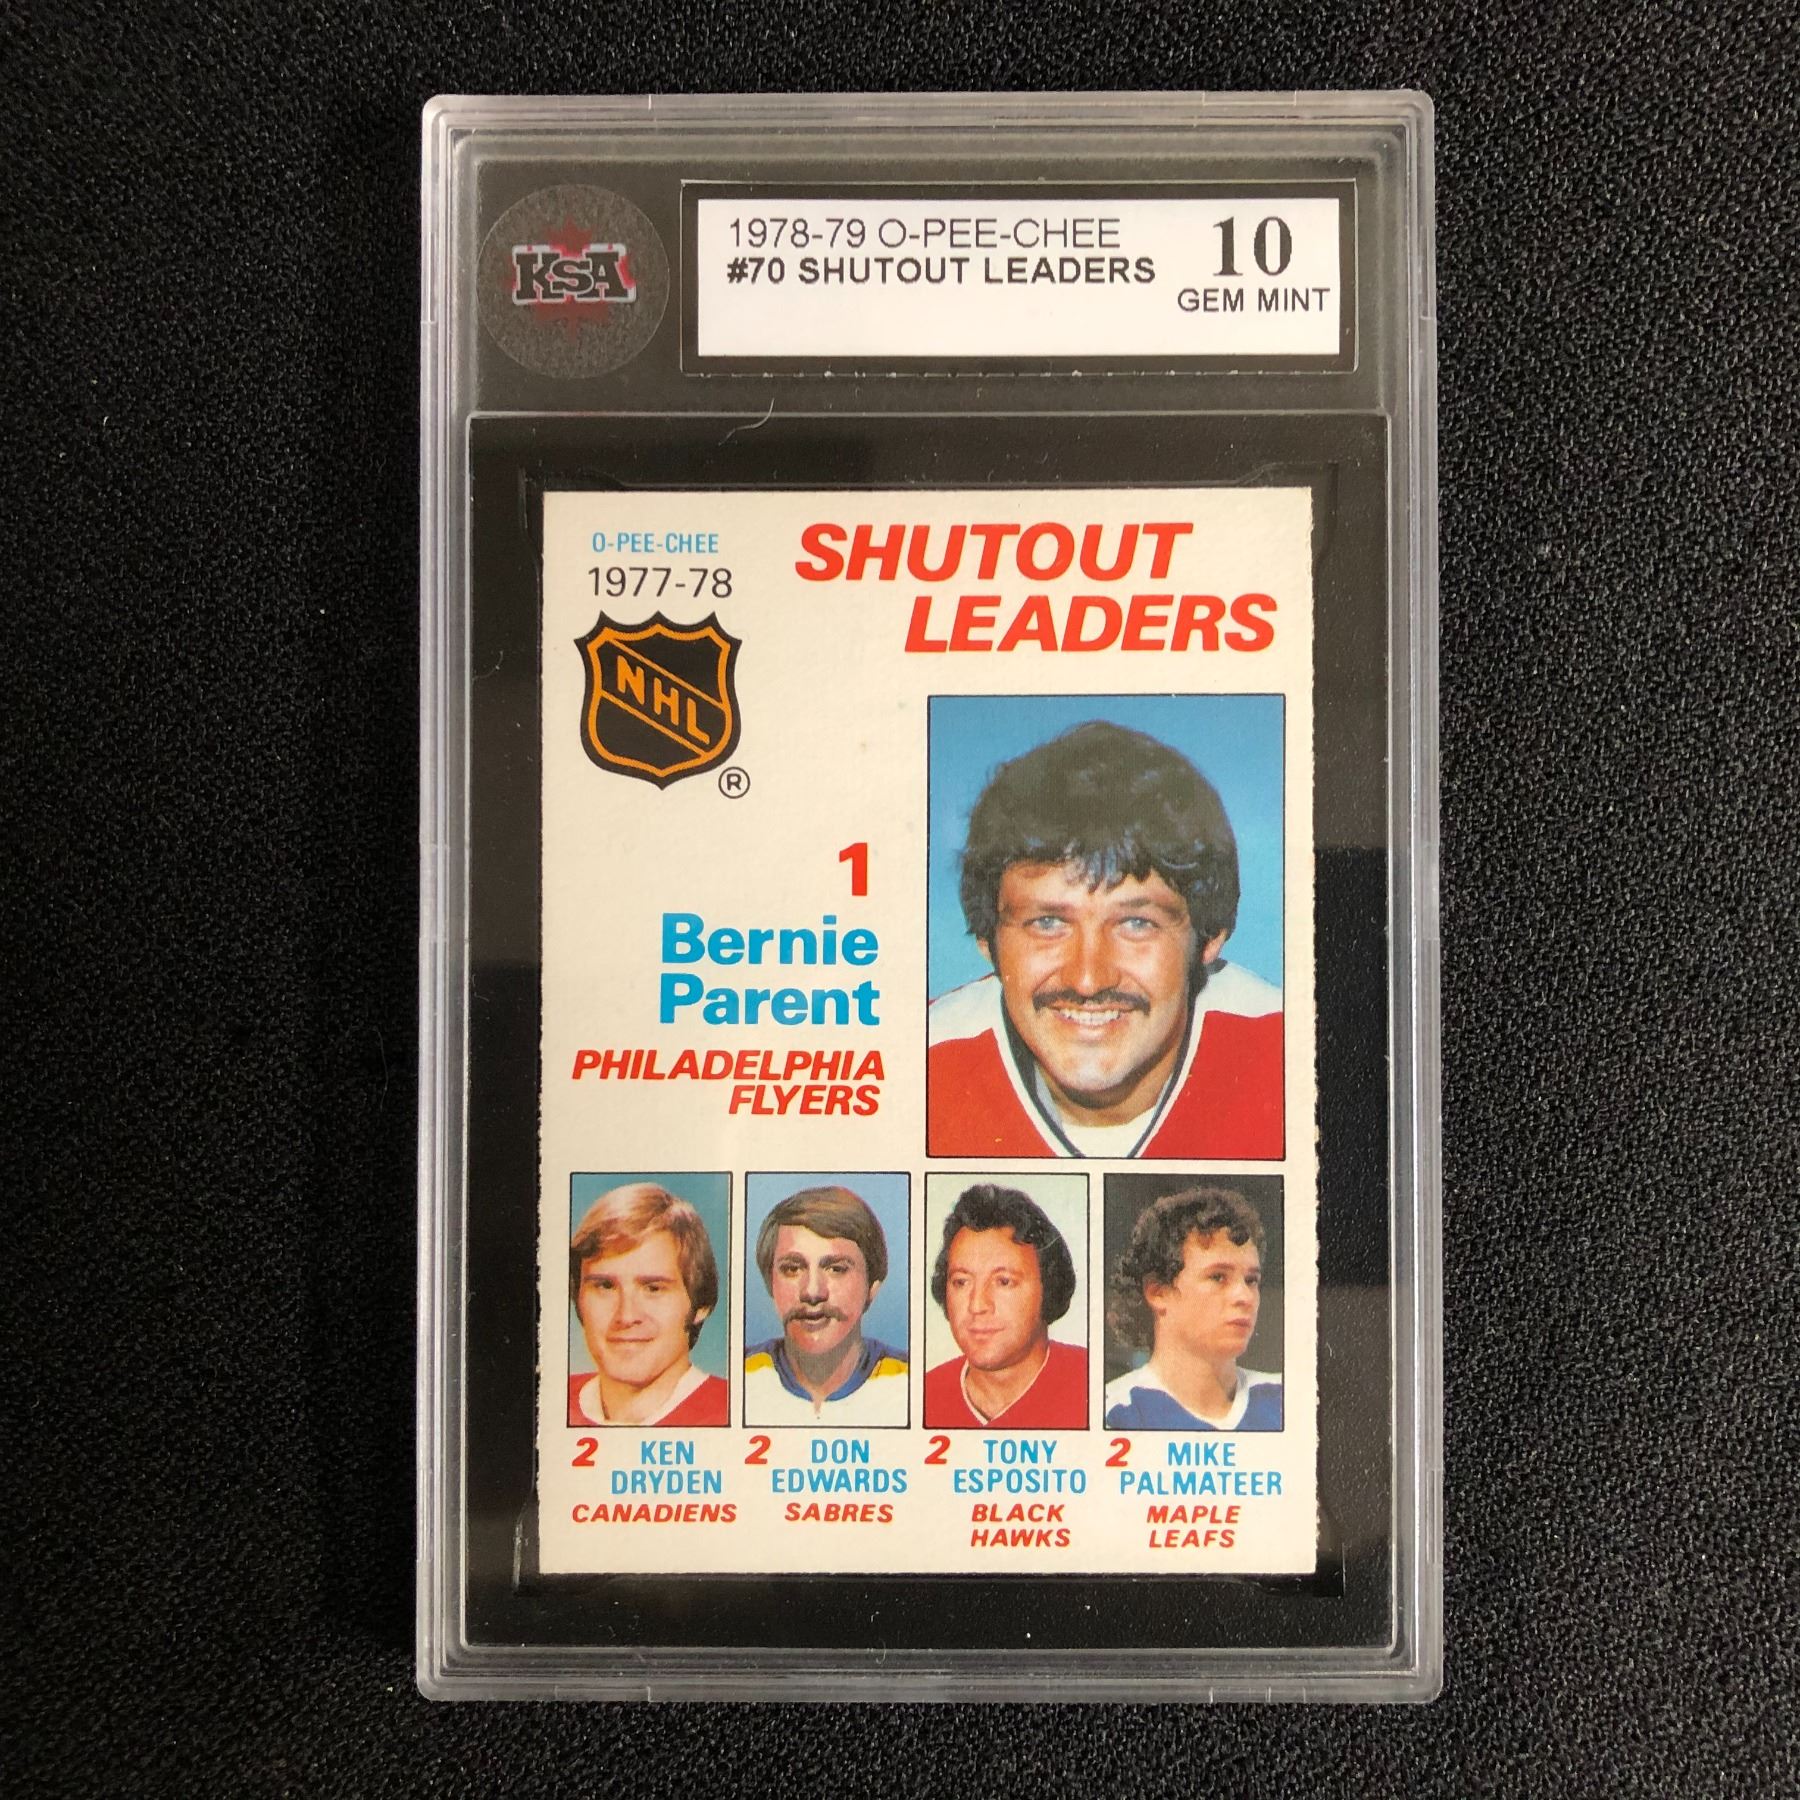 KSA
1978-79 O-PEE-CHEE
#70 SHUTOUT LEADERS
10
GEM MINT
O-PEE-CHEE
1977-78
NHL
®
SHUTOUT
LEADERS
1
Bernie
Parent
PHILADELPHIA
FLYERS
2 KEN
DRYDEN
CANADIENS
2 DON
EDWARDS
SABRES
2 TONY
ESPOSITO
BLACK
HAWKS
2 MIKE
PALMATEER
MAPLE
LEAFS